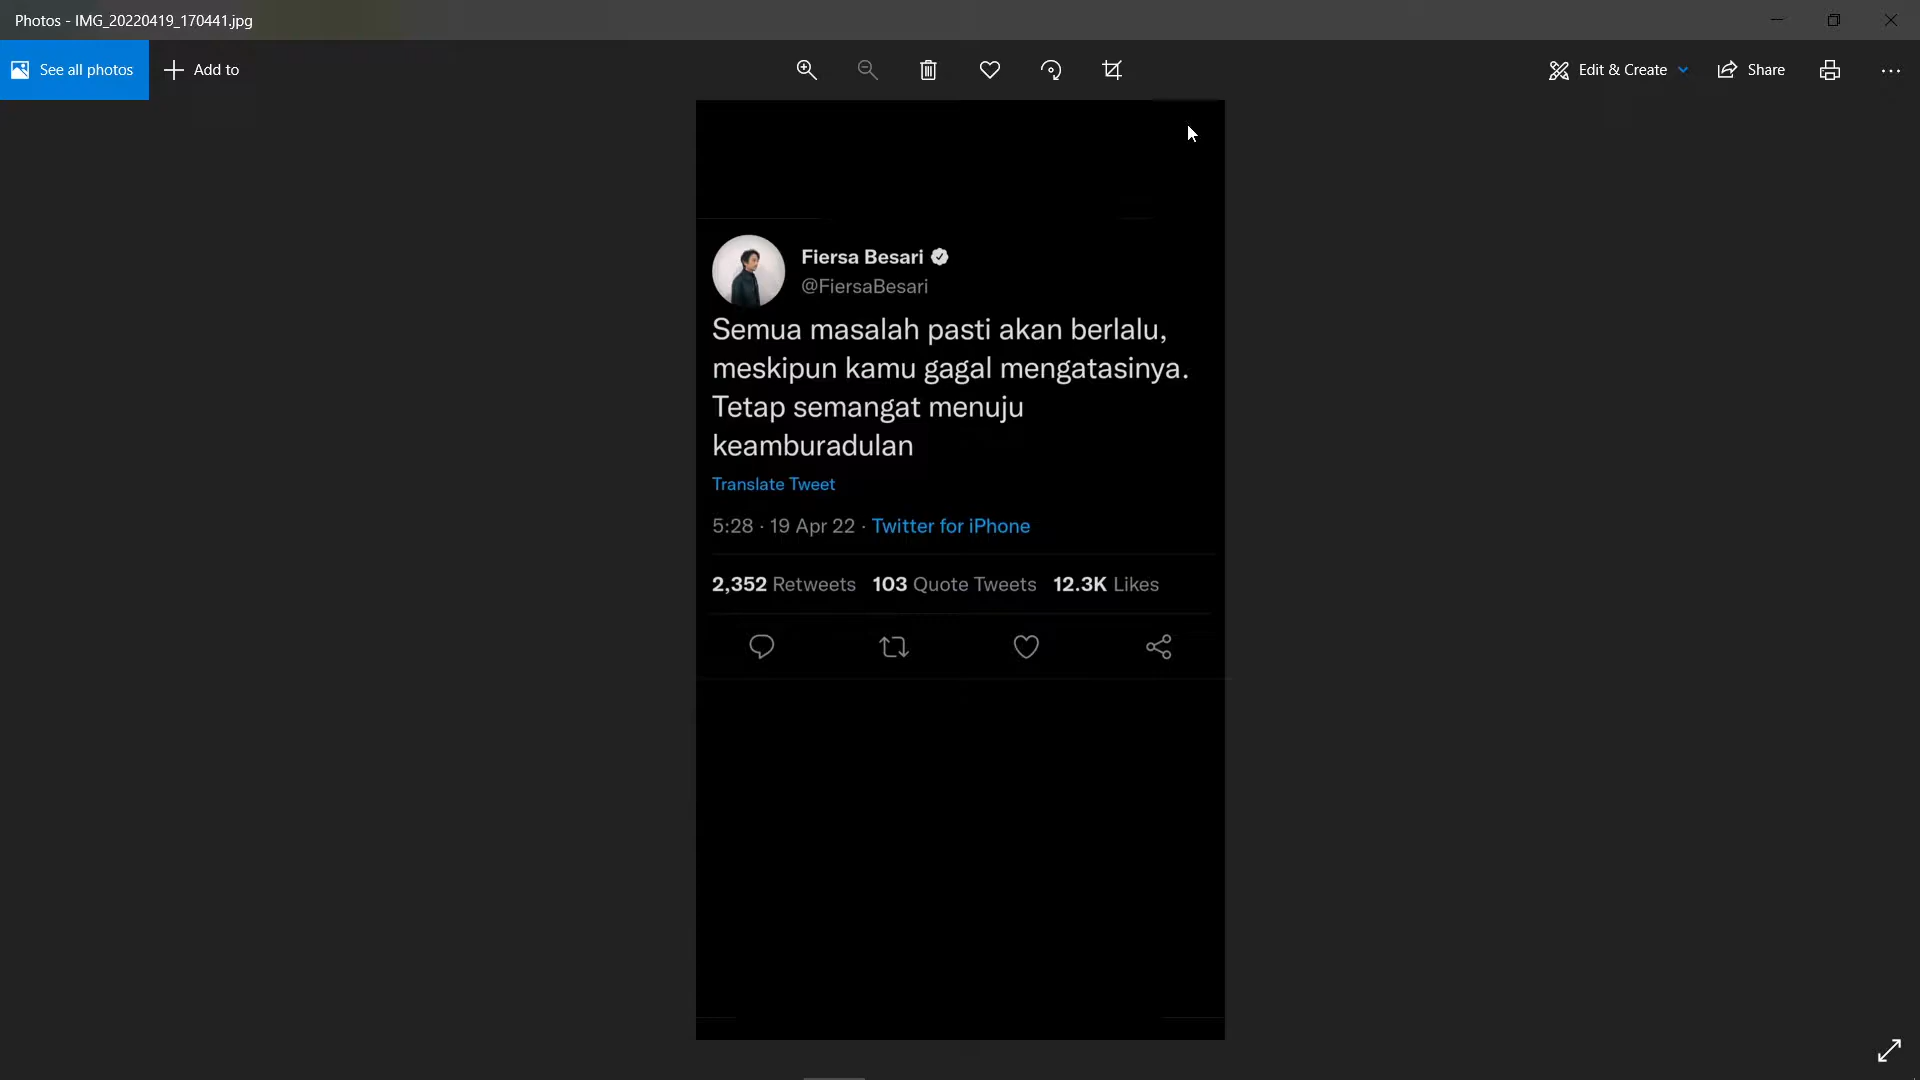 Photos - IMG_20220419_170441.jpg
See all photos
Add to
Edit & Create
Share
Fiersa Besari
@FiersaBesari
Semua masalah pasti akan berlalu,
meskipun kamu gagal mengatasinya.
Tetap semangat menuju
keamburadulan
Translate Tweet
5:28 · 19 Apr 22 · Twitter for iPhone
2,352 Retweets 103 Quote Tweets 12.3K Likes